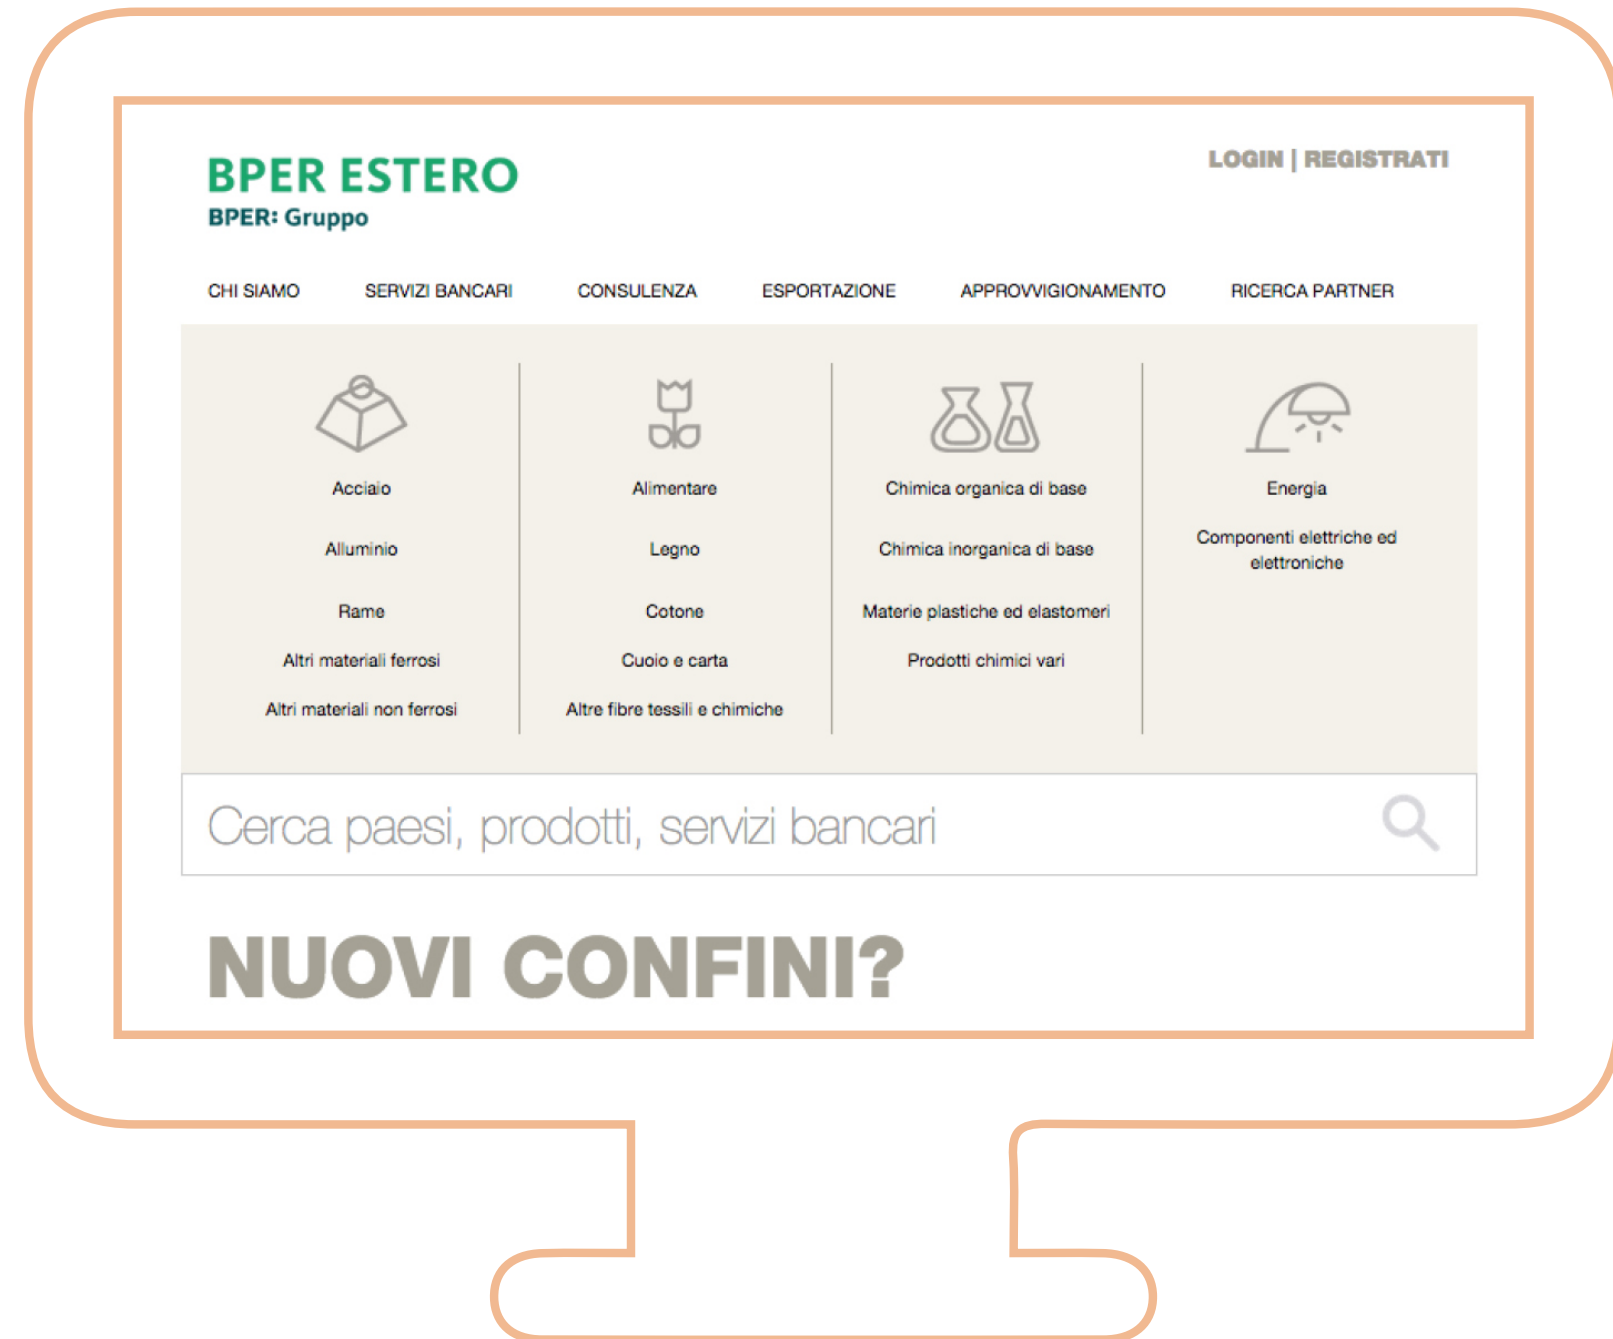 BPER ESTERO
BPER: Gruppo
LOGIN | REGISTRATI
CHI SIAMO SERVIZI BANCARI CONSULENZA ESPORTAZIONE APPROVVIGIONAMENTO RICERCA PARTNER
Acciaio
Alluminio
Rame
Altri materiali ferrosi
Altri materiali non ferrosi
Alimentare
Legno
Cotone
Cuoio e carta
Altre fibre tessili e chimiche
Chimica organica di base
Chimica inorganica di base
Materie plastiche ed elastomeri
Prodotti chimici vari
Energia
Componenti elettriche ed
elettroniche
Cerca paesi, prodotti, servizi bancari
NUOVI CONFINI?